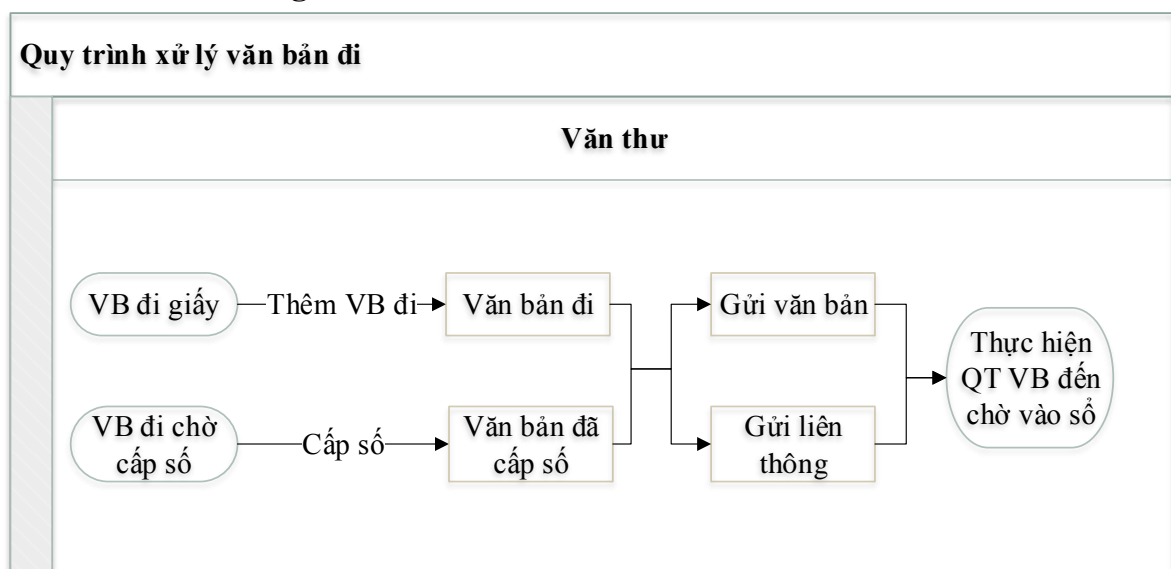 Quy trình xử lý văn bản đi
Văn thư
VB đi giấy
Thêm VB đi
Văn bản đi
Gửi văn bản
Thực hiện
QT VB đến
chờ vào sổ
VB đi chờ
cấp số
Cấp số
Văn bản đã
cấp số
Gửi liên
thông